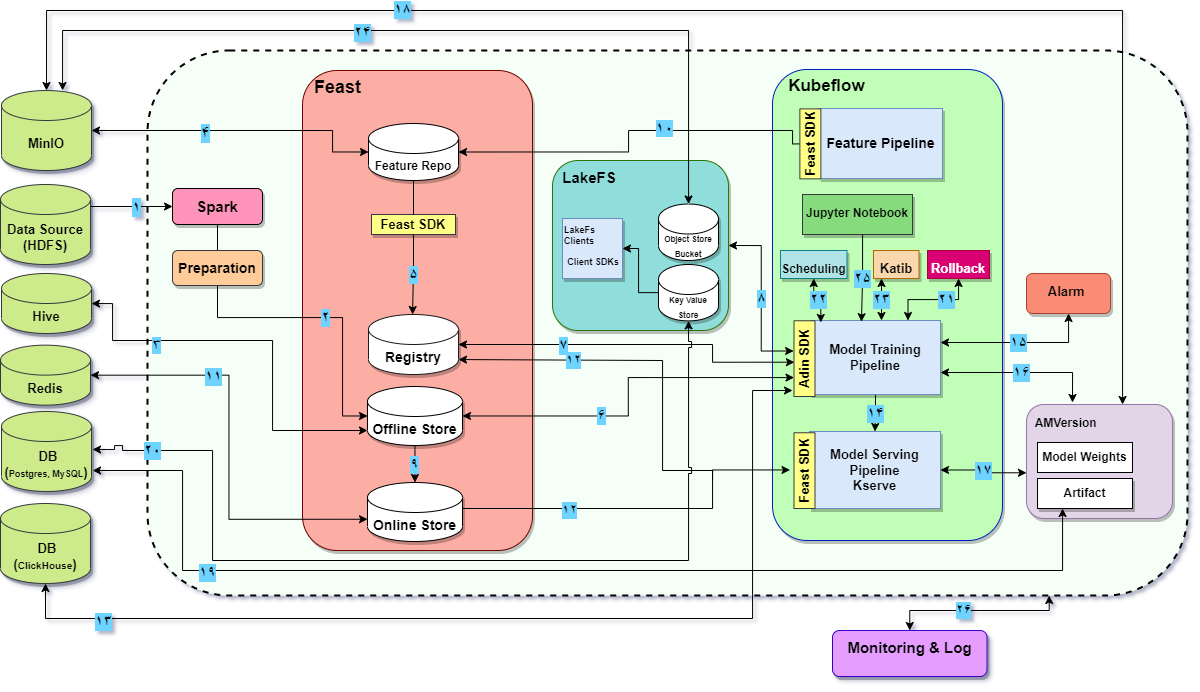 ۱۸
۲۴
MinIO
۴
Feast
Feature Repo
۱۰
Kubeflow
Feast SDK
Feature Pipeline
Data Source
(HDFS)
۱
Spark
Preparation
Feast SDK
۵
LakeFS
LakeFs
Clients
Client SDKs
Object Store
Bucket
Key Value
Store
Jupyter Notebook
Scheduling
۲۵
Katib
Rollback
۲۲
۲۳
۲۱
۸
Alarm
Hive
۳
۲
Registry
۷
۱۲
Adin SDK
Model Training
Pipeline
۱۵
۱۶
Redis
۱۱
Offline Store
۶
۱۴
DB
(Postgres, MySQL)
۲۰
۹
Feast SDK
Model Serving
Pipeline
Kserve
۱۷
AMVersion
Model Weights
Artifact
Online Store
۱۲
DB
(ClickHouse)
۱۹
۱۳
۲۶
Monitoring & Log